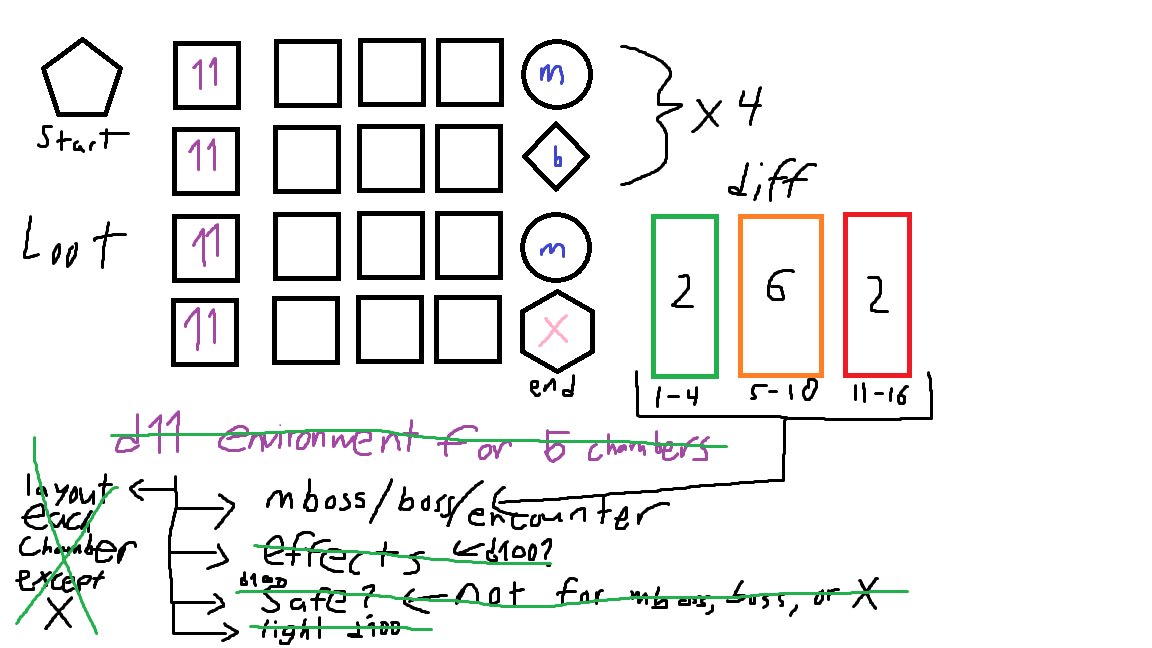 11 m
x 4
Start
11 b
diff
Loot
11 m
2 6 2
11 X
end
1-4 5-10 11-16
d11 environment for 5 chambers
layout
each
chamber
except
X
mboss/boss/encounter
effects d100?
d100
safe? not for mboss, boss, or X
light d100